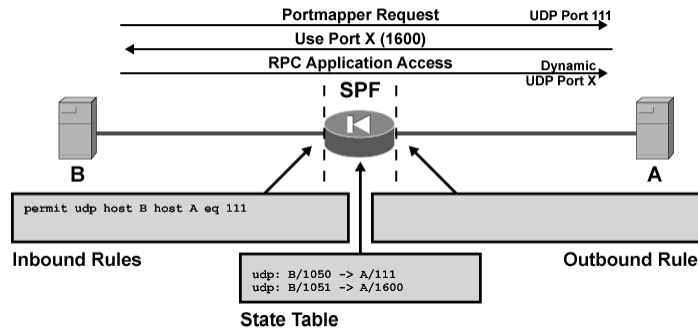 Portmapper Request
UDP Port 111
Use Port X (1600)
RPC Application Access
Dynamic
UDP Port X
SPF
B
A
permit udp host B host A eq 111
Inbound Rules
Outbound Rule
udp: B/1050 -> A/111
udp: B/1051 -> A/1600
State Table